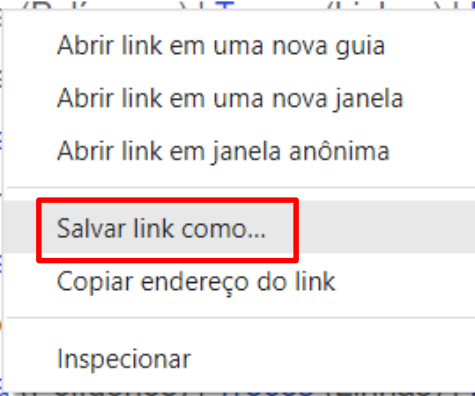 Abrir link em uma nova guia
Abrir link em uma nova janela
Abrir link em janela anônima
Salvar link como...
Copiar endereço do link
Inspecionar